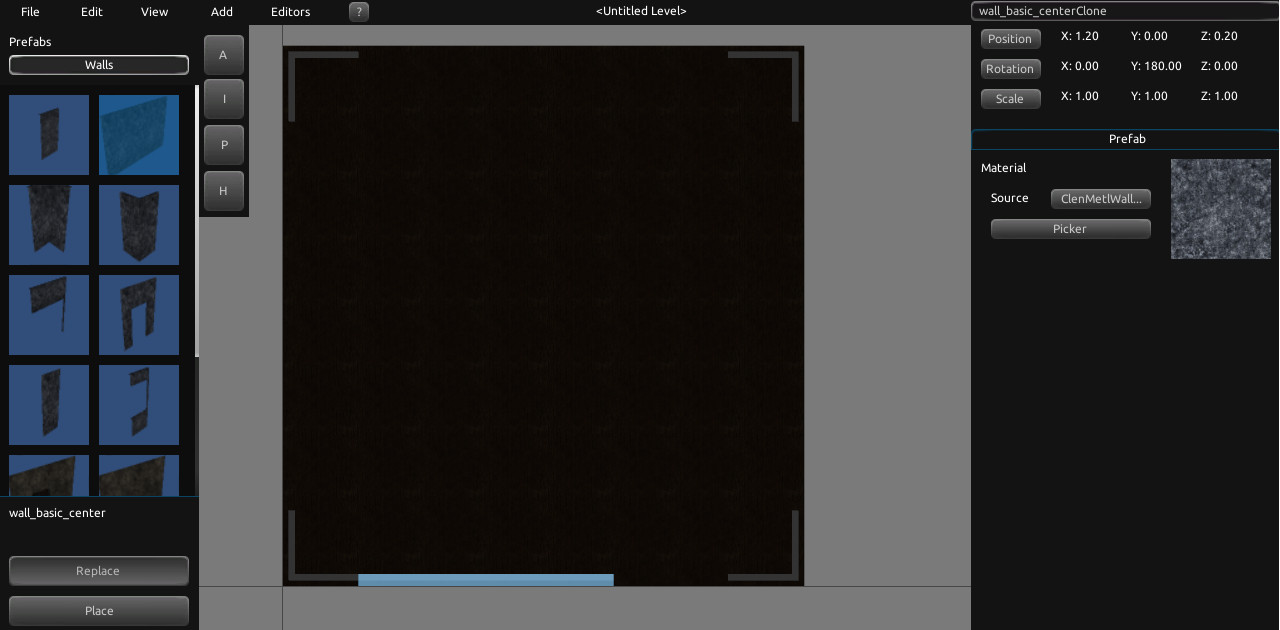 File Edit View Add Editors ? <Untitled Level>
wall_basic_centerClone
Prefabs
Walls
A
I
P
H
wall_basic_center
Replace
Place
Position X: 1.20 Y: 0.00 Z: 0.20
Rotation X: 0.00 Y: 180.00 Z: 0.00
Scale X: 1.00 Y: 1.00 Z: 1.00
Prefab
Material
Source ClenMetlWall...
Picker